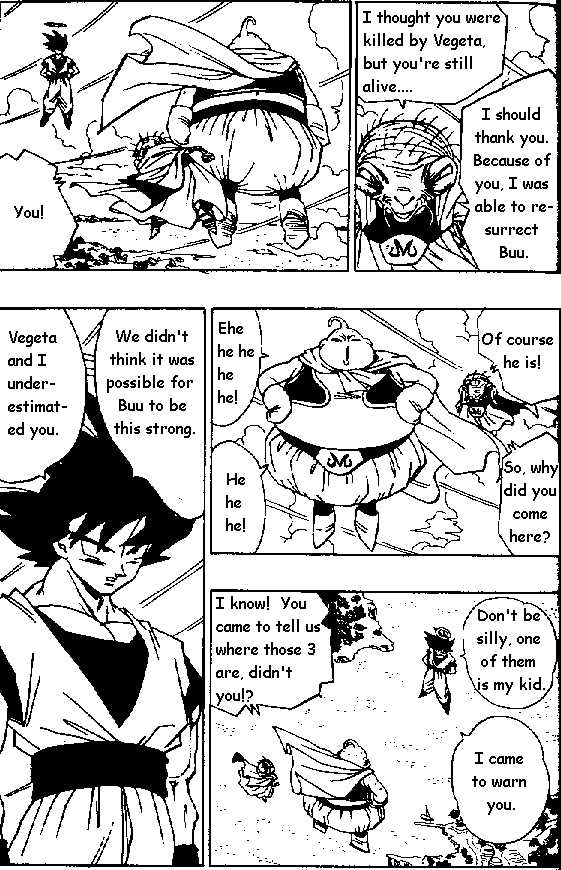 You!
I thought you were
killed by Vegeta,
but you're still
alive....
I should
thank you.
Because of
you, I was
able to re-
surrect
Buu.
Vegeta
and I
under-
estimat-
ed you.
We didn't
think it was
possible for
Buu to be
this strong.
Ehe
he he
he
he!
He
he
he!
Of course
he is!
So, why
did you
come
here?
I know! You
came to tell us
where those 3
are, didn't
you!?
Don't be
silly, one
of them
is my kid.
I came
to warn
you.